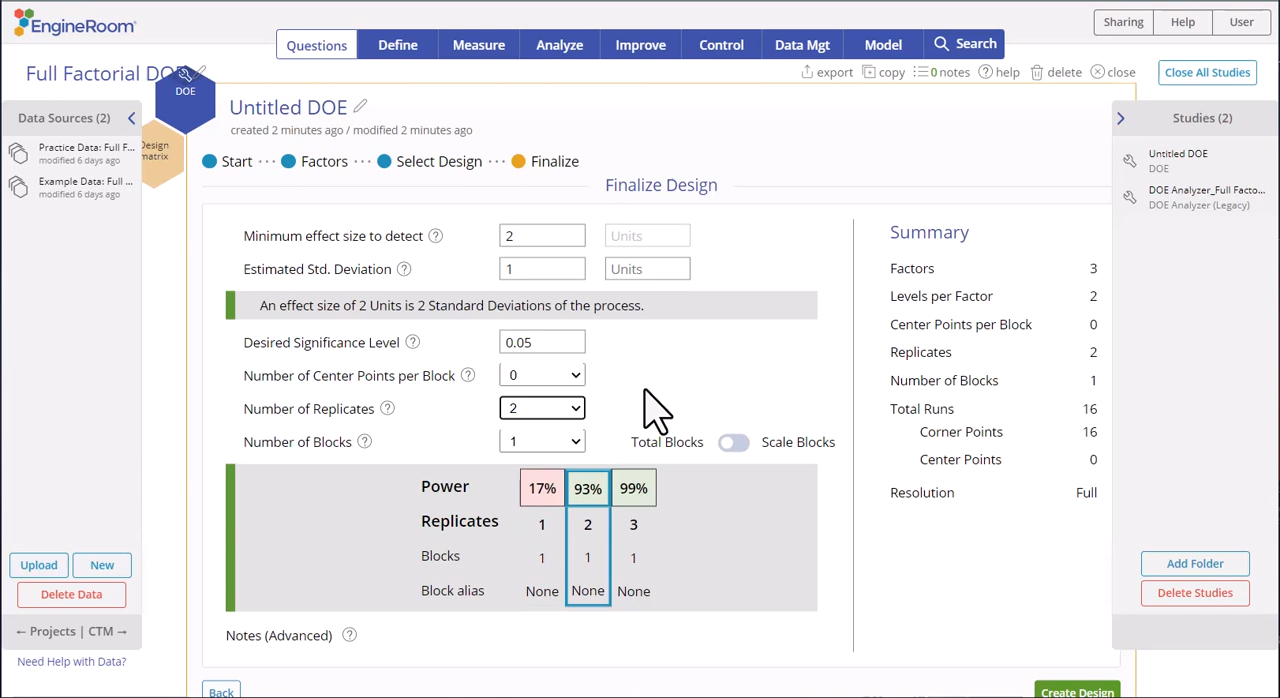 EngineRoom
Sharing Help User
Questions Define Measure Analyze Improve Control Data Mgt Model Search
Full Factorial DO
export copy 0 notes help delete close Close All Studies
DOE
Data Sources (2)
Practice Data: Full F...
modified 6 days ago
Example Data: Full ...
modified 6 days ago
Design
matrix
Untitled DOE
created 2 minutes ago / modified 2 minutes ago
Start ··· Factors ··· Select Design ··· Finalize
Finalize Design
Minimum effect size to detect ? 2 Units
Estimated Std. Deviation ? 1 Units
An effect size of 2 Units is 2 Standard Deviations of the process.
Desired Significance Level ? 0.05
Number of Center Points per Block ? 0
Number of Replicates ? 2
Number of Blocks ? 1 Total Blocks Scale Blocks
Power 17% 93% 99%
Replicates 1 2 3
Blocks 1 1 1
Block alias None None None
Notes (Advanced) ?
Back Create Design
Summary
Factors 3
Levels per Factor 2
Center Points per Block 0
Replicates 2
Number of Blocks 1
Total Runs 16
Corner Points 16
Center Points 0
Resolution Full
Studies (2)
Untitled DOE
DOE
DOE Analyzer_Full Facto...
DOE Analyzer (Legacy)
Add Folder
Delete Studies
Upload New
Delete Data
← Projects | CTM →
Need Help with Data?